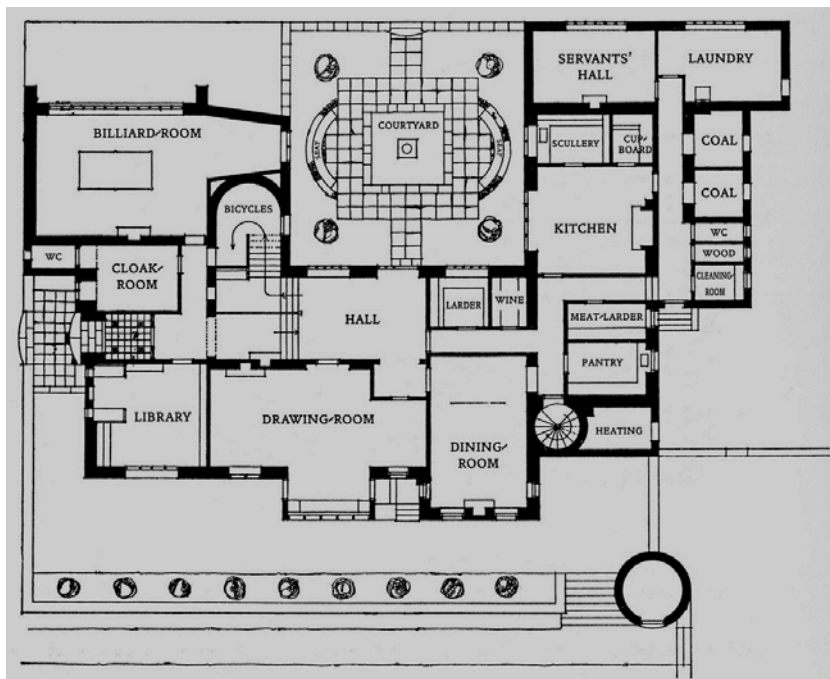 SERVANTS'
HALL
LAUNDRY
BILLIARD-ROOM
COURTYARD
SEAT
SEAT
SCULLERY
CUP-
BOARD
COAL
COAL
BICYCLES
KITCHEN
WC
WOOD
CLEANING-
ROOM
WC
CLOAK-
ROOM
HALL
LARDER
WINE
MEAT-LARDER
PANTRY
LIBRARY
DRAWING-ROOM
DINING-
ROOM
HEATING